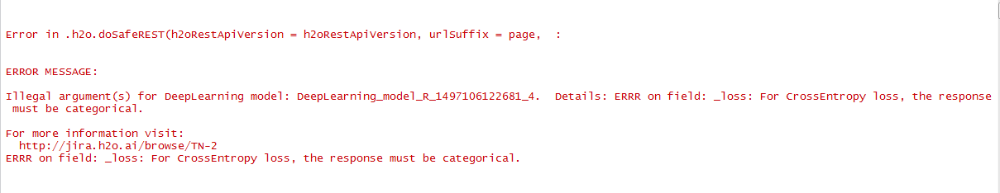 Error in .h2o.doSafeREST(h2oRestApiVersion = h2oRestApiVersion, urlSuffix = page,  :
ERROR MESSAGE:
Illegal argument(s) for DeepLearning model: DeepLearning_model_R_1497106122681_4.  Details: ERRR on field: _loss: For CrossEntropy loss, the response
must be categorical.
For more information visit:
http://jira.h2o.ai/browse/TN-2
ERRR on field: _loss: For CrossEntropy loss, the response must be categorical.